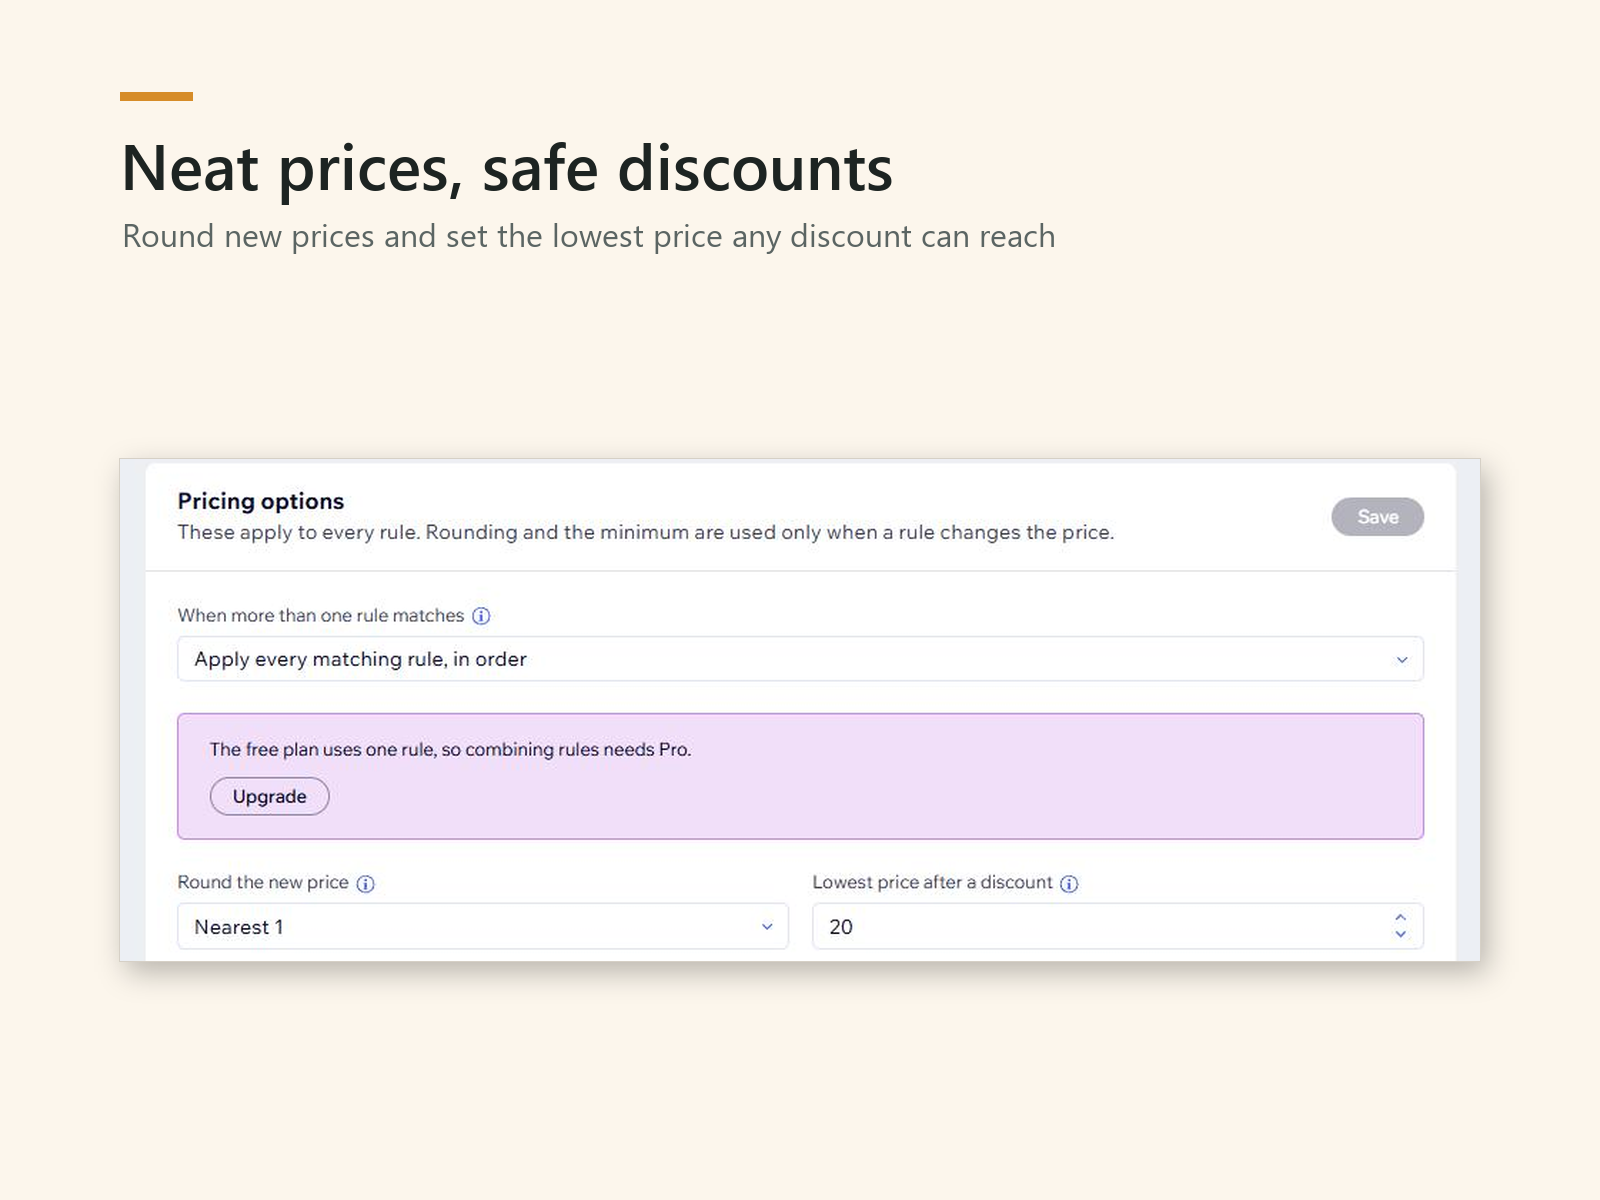 Neat prices, safe discounts
Round new prices and set the lowest price any discount can reach
Pricing options
These apply to every rule. Rounding and the minimum are used only when a rule changes the price.
Save
When more than one rule matches
Apply every matching rule, in order
The free plan uses one rule, so combining rules needs Pro.
Upgrade
Round the new price
Nearest 1
Lowest price after a discount
20